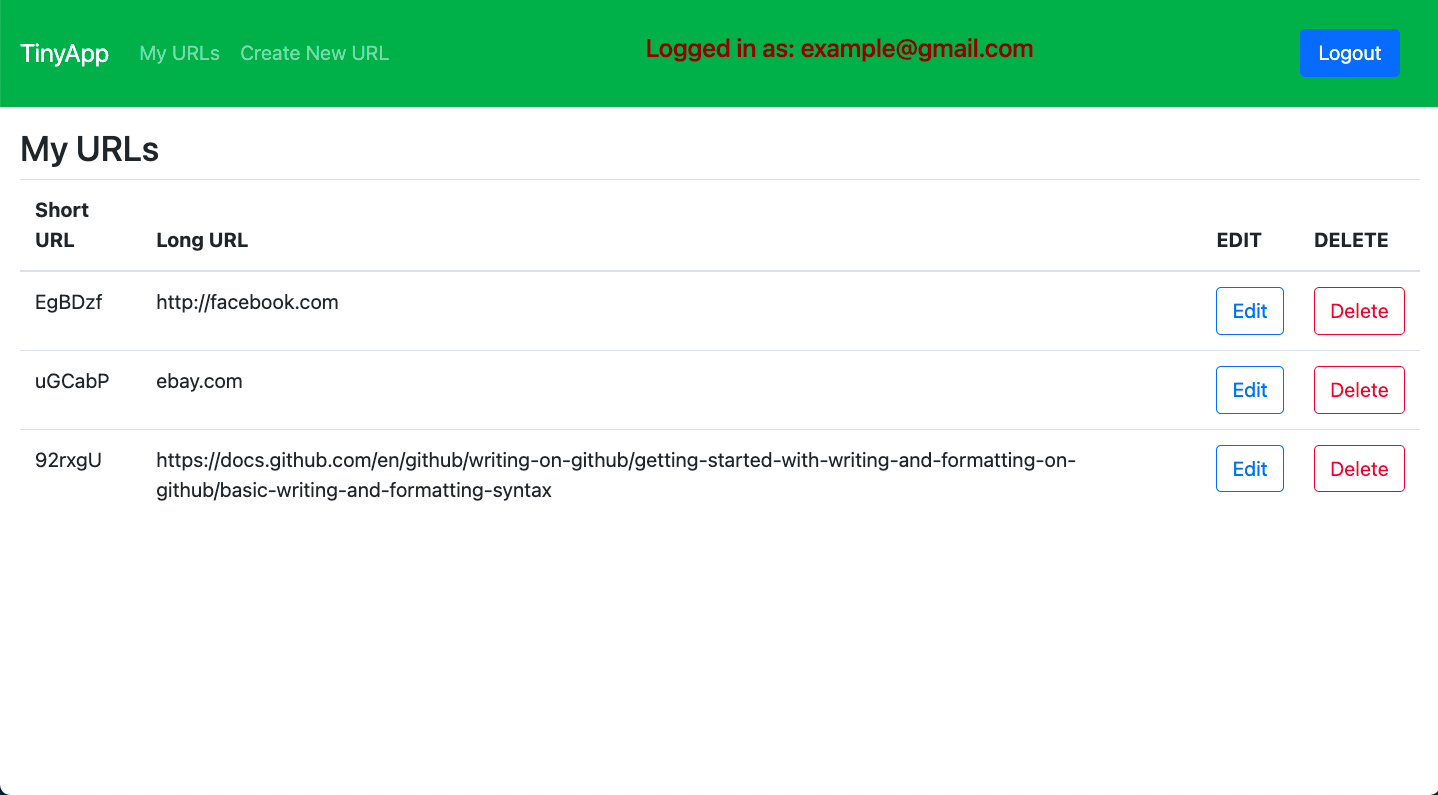 TinyApp My URLs Create New URL Logged in as: example@gmail.com Logout
My URLs
Short
URL Long URL EDIT DELETE
EgBDzf http://facebook.com Edit Delete
uGCabP ebay.com Edit Delete
92rxgU https://docs.github.com/en/github/writing-on-github/getting-started-with-writing-and-formatting-on- Edit Delete
github/basic-writing-and-formatting-syntax